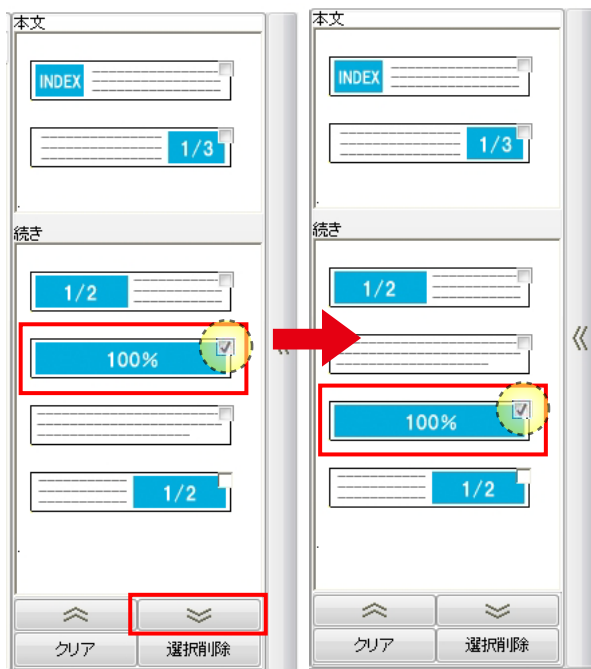 本文
INDEX
1/3
続き
1/2
100%
1/2
クリア
選択削除
本文
INDEX
1/3
続き
1/2
100%
1/2
クリア
選択削除